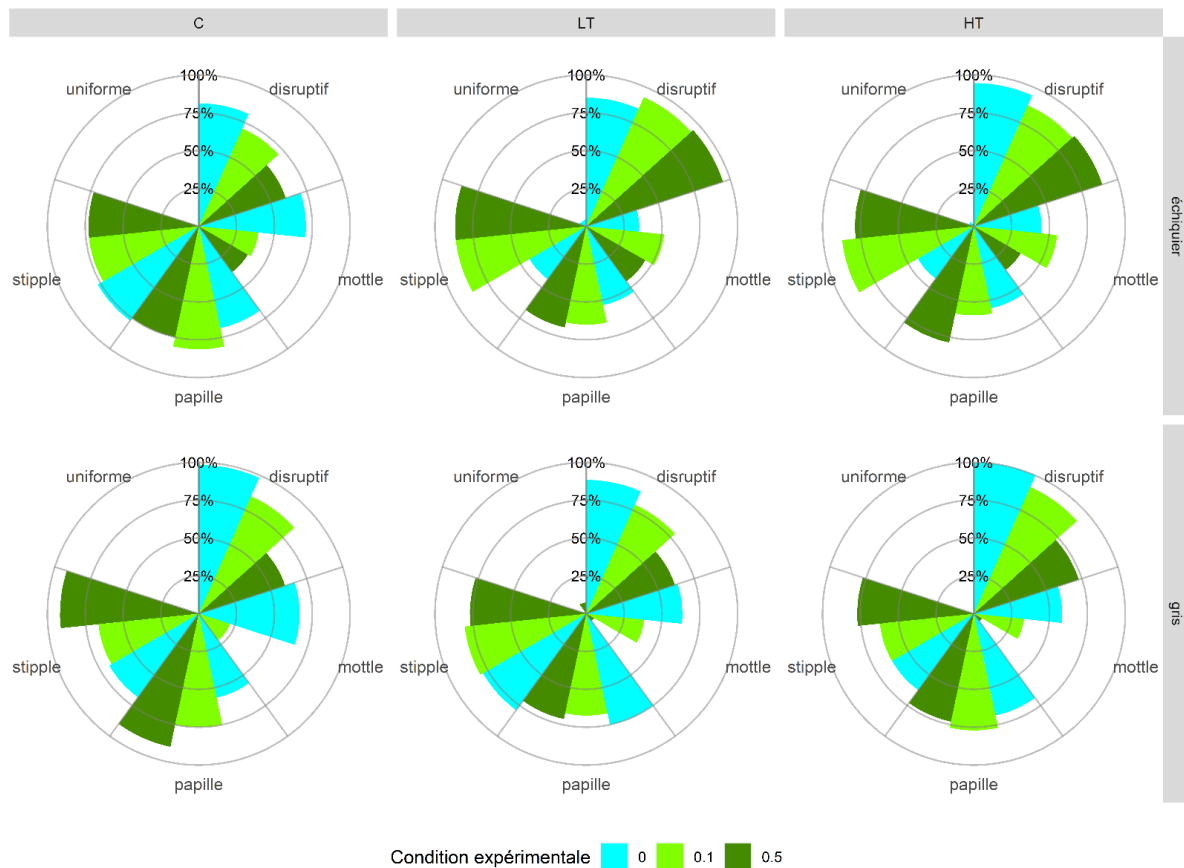 C LT HT
100% 100% 100%
uniforme disruptif uniforme disruptif uniforme disruptif
75% 75% 75%
50% 50% 50%
25% 25% 25%
échiquier
stipple mottle stipple mottle stipple mottle
papille papille papille
100% 100% 100%
uniforme disruptif uniforme disruptif uniforme disruptif
75% 75% 75%
50% 50% 50%
25% 25% 25%
gris
stipple mottle stipple mottle stipple mottle
papille papille papille
Condition expérimentale 0 0.1 0.5